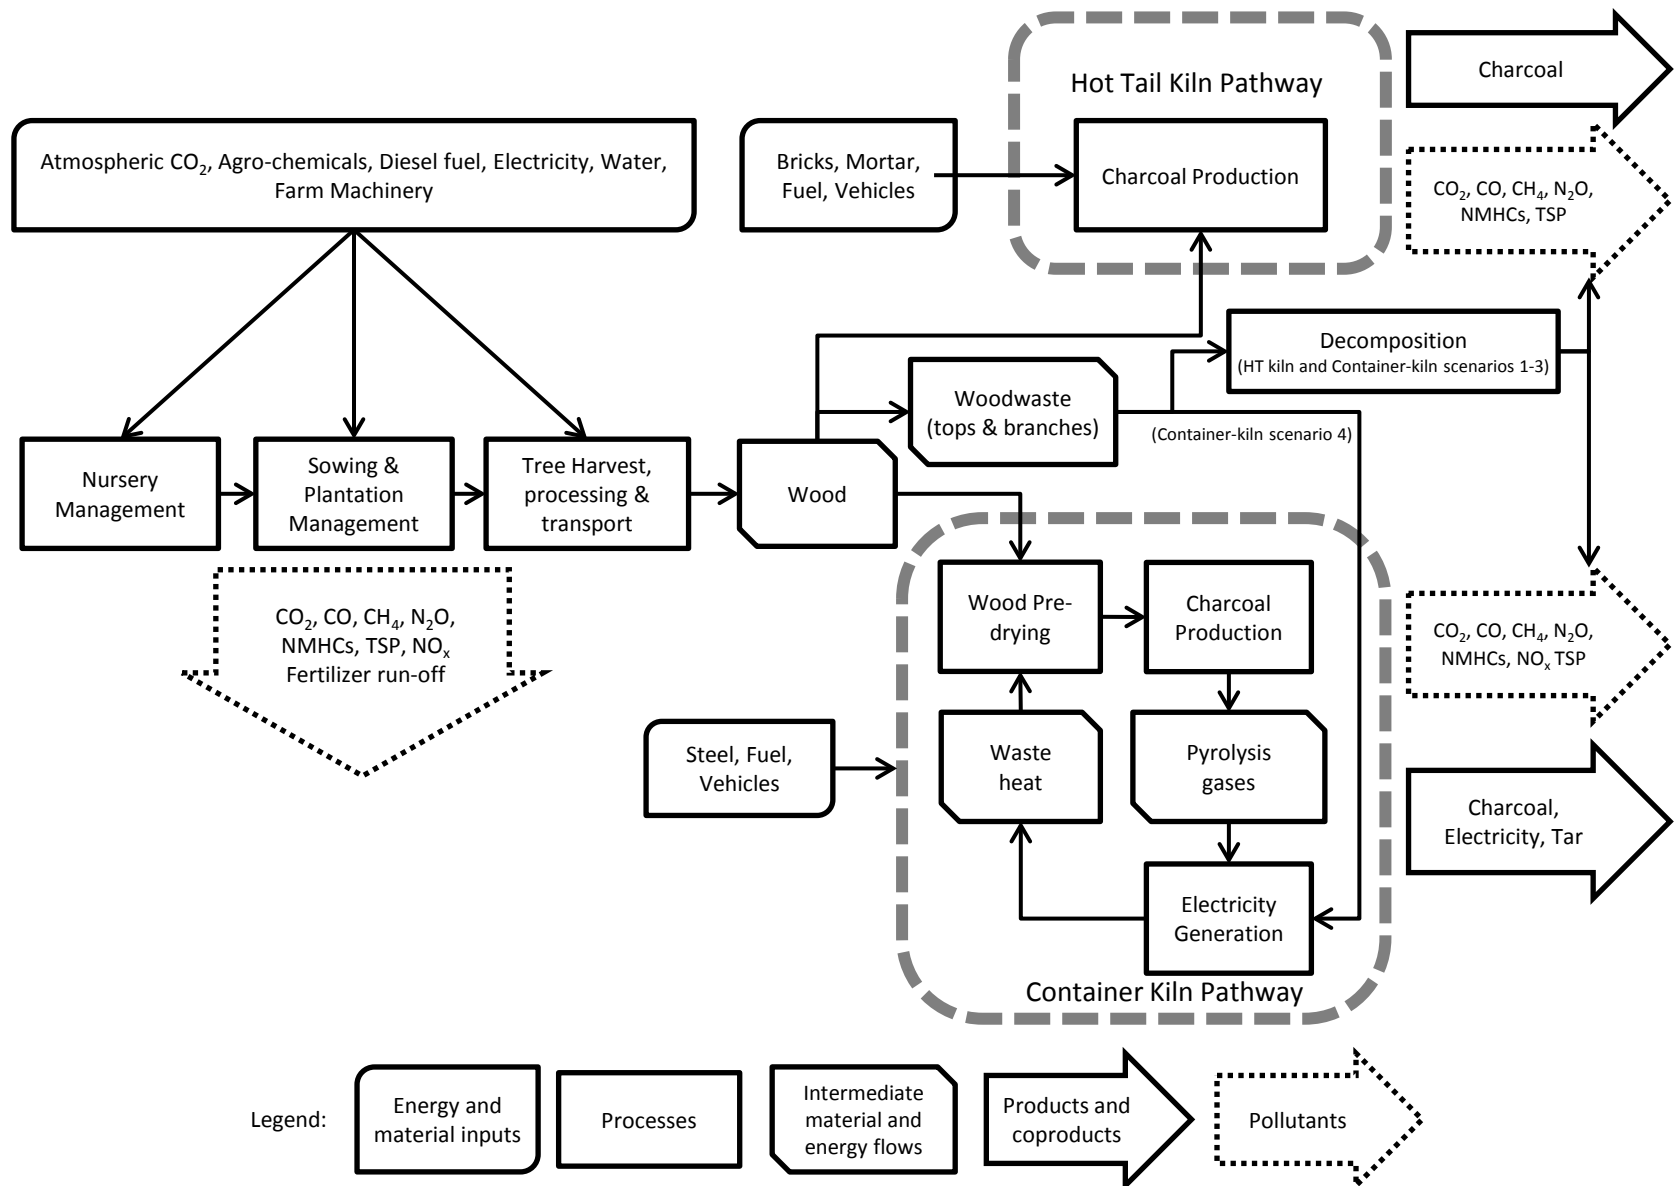 Hot Tail Kiln Pathway
Charcoal
Atmospheric CO₂, Agro-chemicals, Diesel fuel, Electricity, Water,
Farm Machinery
Bricks, Mortar,
Fuel, Vehicles
Charcoal Production
CO₂, CO, CH₄, N₂O,
NMHCs, TSP
Decomposition
(HT kiln and Container-kiln scenarios 1-3)
Woodwaste
(tops & branches)
(Container-kiln scenario 4)
Nursery
Management
Sowing &
Plantation
Management
Tree Harvest,
processing &
transport
Wood
CO₂, CO, CH₄, N₂O,
NMHCs, TSP, NOₓ
Fertilizer run-off
Wood Pre-
drying
Charcoal
Production
CO₂, CO, CH₄, N₂O,
NMHCs, NOₓ TSP
Steel, Fuel,
Vehicles
Waste
heat
Pyrolysis
gases
Charcoal,
Electricity, Tar
Electricity
Generation
Container Kiln Pathway
Legend:
Energy and
material inputs
Processes
Intermediate
material and
energy flows
Products and
coproducts
Pollutants